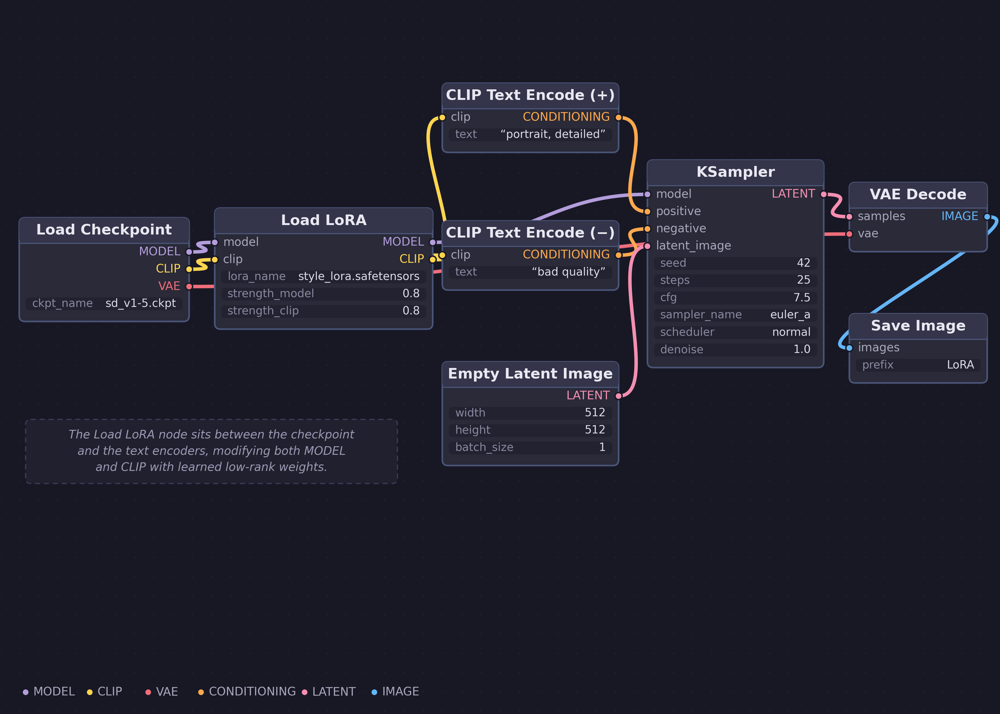 Load Checkpoint
MODEL
CLIP
VAE
ckpt_name sd_v1-5.ckpt
Load LoRA
model MODEL
clip CLIP
lora_name style_lora.safetensors
strength_model 0.8
strength_clip 0.8
CLIP Text Encode (+)
clip CONDITIONING
text “portrait, detailed”
CLIP Text Encode (−)
clip CONDITIONING
text “bad quality”
Empty Latent Image
LATENT
width 512
height 512
batch_size 1
KSampler
model LATENT
positive
negative
latent_image
seed 42
steps 25
cfg 7.5
sampler_name euler_a
scheduler normal
denoise 1.0
VAE Decode
samples IMAGE
vae
Save Image
images
prefix LoRA
The Load LoRA node sits between the checkpoint
and the text encoders, modifying both MODEL
and CLIP with learned low-rank weights.
MODEL CLIP VAE CONDITIONING LATENT IMAGE